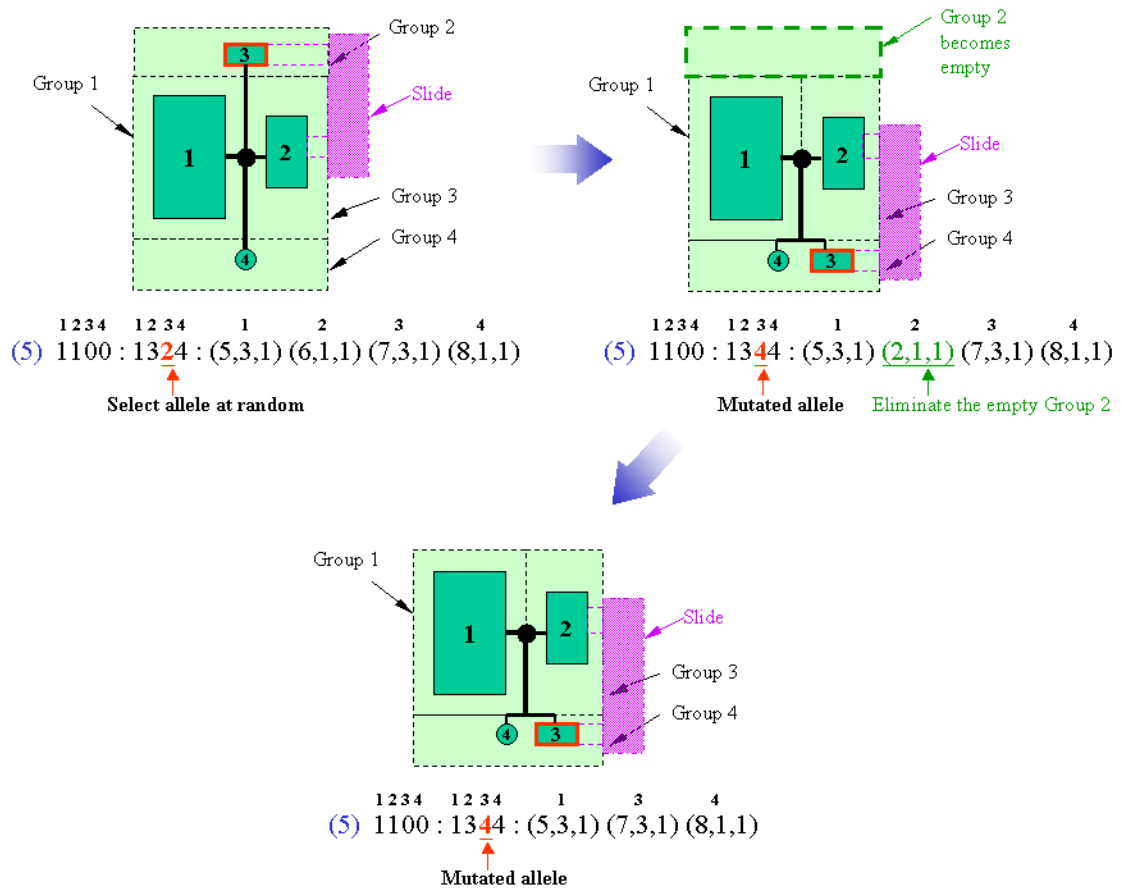 Group 2
Group 1
Slide
Group 3
Group 4
3
1
2
4
1 2 3 4 1 2 3 4 1 2 3 4
(5) 1100 : 1324 : (5,3,1) (6,1,1) (7,3,1) (8,1,1)
Select allele at random
Group 2
becomes
empty
Group 1
Slide
Group 3
Group 4
1
2
4
3
1 2 3 4 1 2 3 4 1 2 3 4
(5) 1100 : 1344 : (5,3,1) (2,1,1) (7,3,1) (8,1,1)
Mutated allele
Eliminate the empty Group 2
Group 1
Slide
Group 3
Group 4
1
2
4
3
1 2 3 4 1 2 3 4 1 3 4
(5) 1100 : 1344 : (5,3,1) (7,3,1) (8,1,1)
Mutated allele